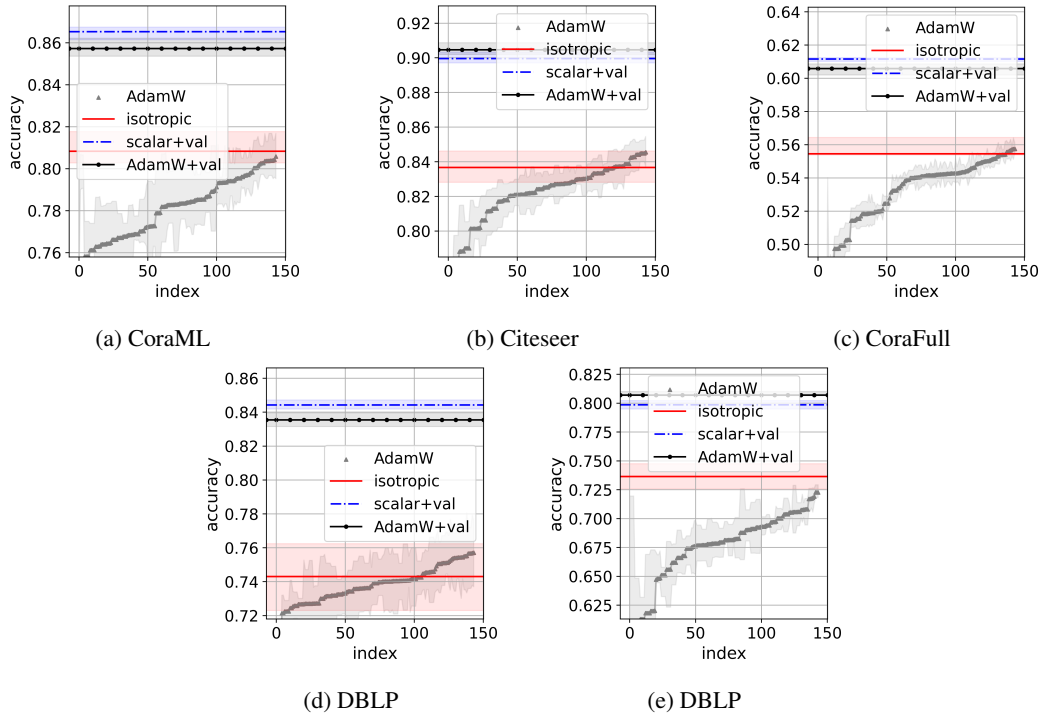 0.86
0.84
0.82
0.80
0.78
0.76
accuracy
AdamW
isotropic
scalar+val
AdamW+val
0 50 100 150
index
(a) CoraML
0.92
0.90
0.88
0.86
0.84
0.82
0.80
accuracy
AdamW
isotropic
scalar+val
AdamW+val
0 50 100 150
index
(b) Citeseer
0.64
0.62
0.60
0.58
0.56
0.54
0.52
0.50
accuracy
AdamW
isotropic
scalar+val
AdamW+val
0 50 100 150
index
(c) CoraFull
0.86
0.84
0.82
0.80
0.78
0.76
0.74
0.72
accuracy
AdamW
isotropic
scalar+val
AdamW+val
0 50 100 150
index
(d) DBLP
0.825
0.800
0.775
0.750
0.725
0.700
0.675
0.650
0.625
accuracy
AdamW
isotropic
scalar+val
AdamW+val
0 50 100 150
index
(e) DBLP